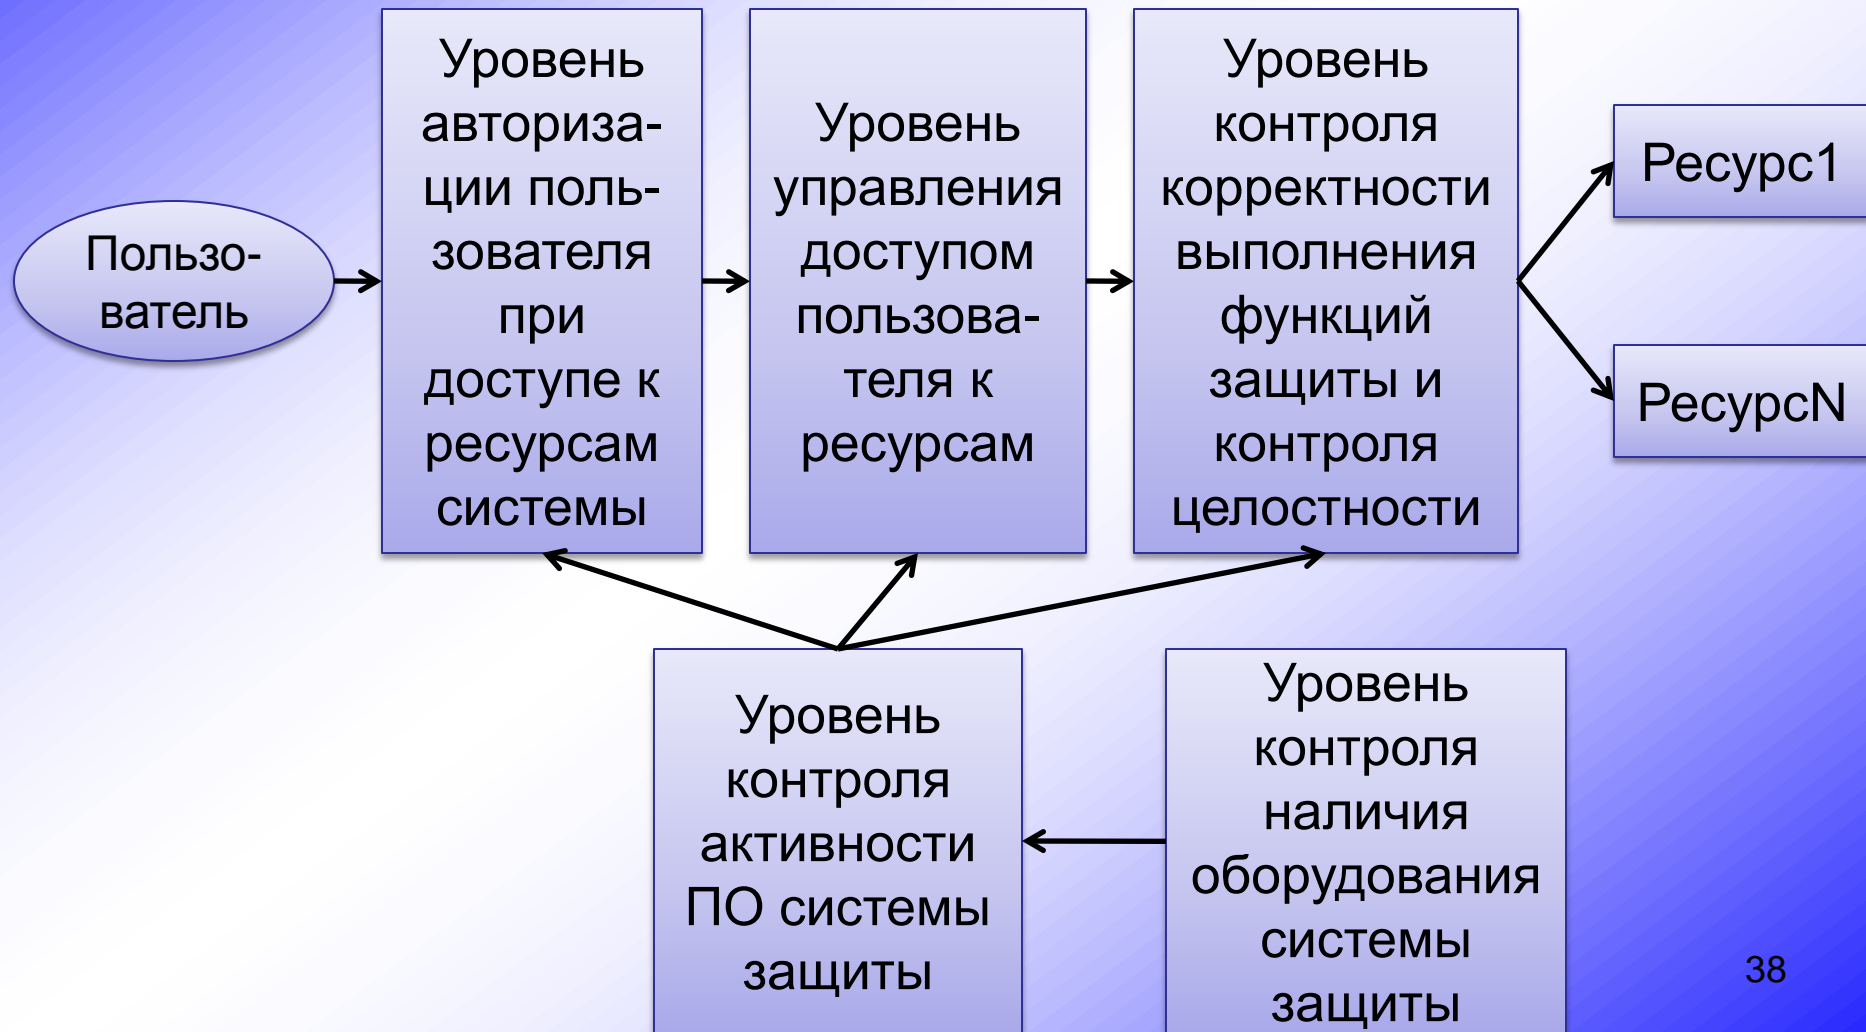 Пользо-
ватель
Уровень
авториза-
ции поль-
зователя
при
доступе к
ресурсам
системы
Уровень
управления
доступом
пользова-
теля к
ресурсам
Уровень
контроля
корректности
выполнения
функций
защиты и
контроля
целостности
Ресурс1
РесурсN
Уровень
контроля
активности
ПО системы
защиты
Уровень
контроля
наличия
оборудования
системы
защиты
38